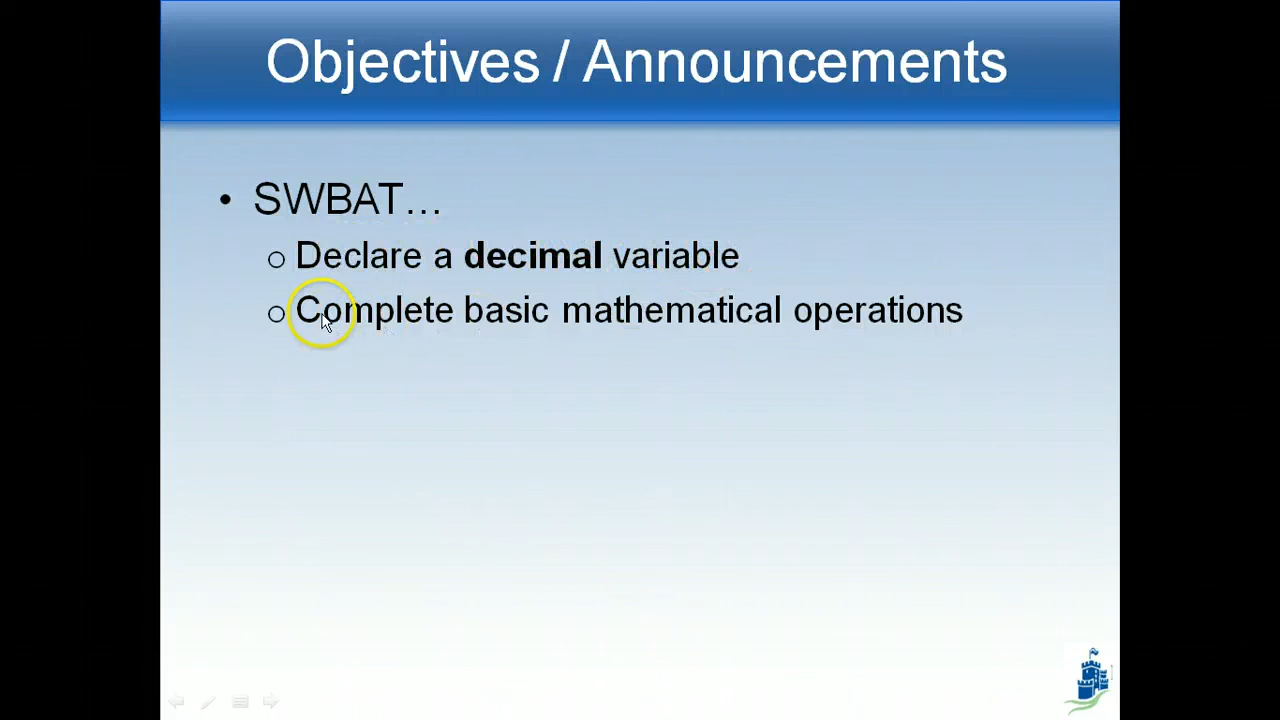 Objectives / Announcements
• SWBAT…
o Declare a decimal variable
o Complete basic mathematical operations